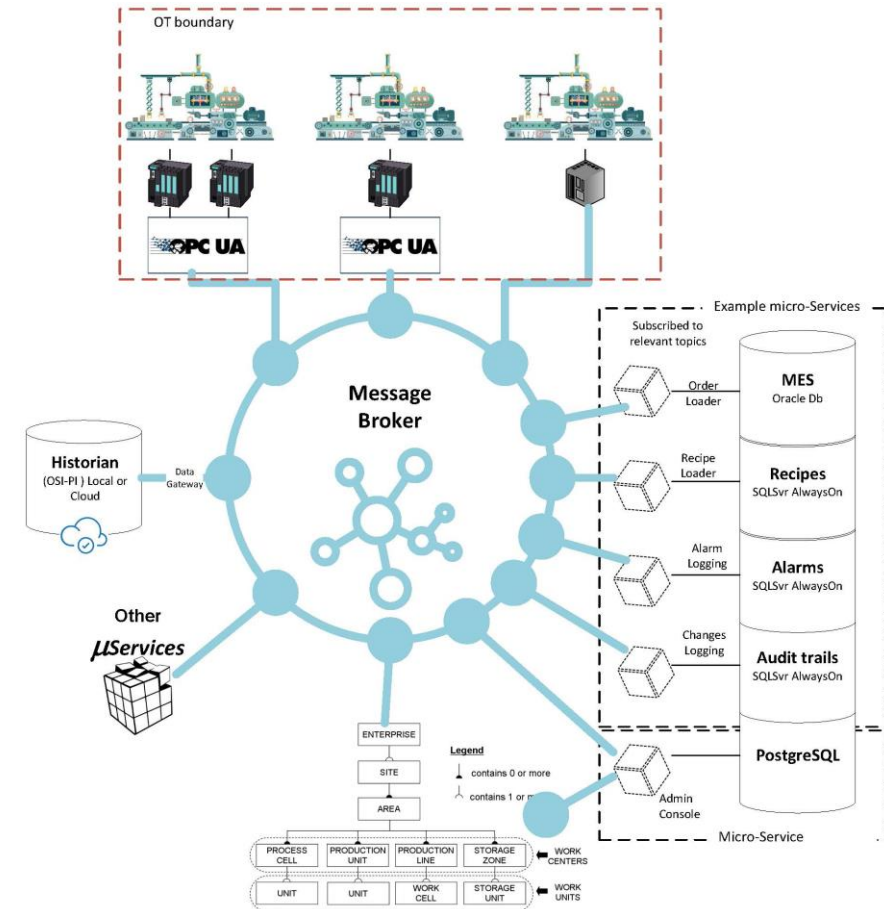 OT boundary
OPC UA
OPC UA
Example micro-Services
Subscribed to
relevant topics
Message
Broker
Order
Loader
MES
Oracle Db
Historian
(OSI-PI ) Local or
Cloud
Data
Gateway
Recipe
Loader
Recipes
SQLSvr AlwaysOn
Alarm
Logging
Alarms
SQLSvr AlwaysOn
Other
µServices
Changes
Logging
Audit trails
SQLSvr AlwaysOn
ENTERPRISE
SITE
AREA
Legend
contains 0 or more
contains 1 or
PostgreSQL
Admin
Console
Micro-Service
PROCESS
CELL
PRODUCTION
UNIT
PRODUCTION
LINE
STORAGE
ZONE
WORK
CENTERS
UNIT
UNIT
WORK
CELL
STORAGE
UNIT
WORK
UNITS